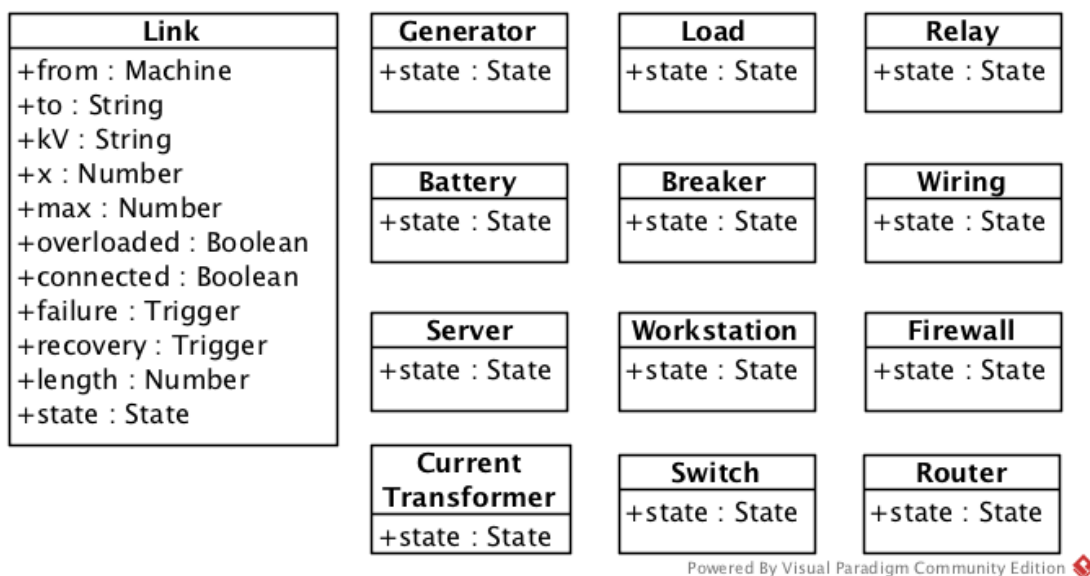 Link
+from : Machine
+to : String
+kV : String
+x : Number
+max : Number
+overloaded : Boolean
+connected : Boolean
+failure : Trigger
+recovery : Trigger
+length : Number
+state : State
Generator
+state : State
Load
+state : State
Relay
+state : State
Battery
+state : State
Breaker
+state : State
Wiring
+state : State
Server
+state : State
Workstation
+state : State
Firewall
+state : State
Current
Transformer
+state : State
Switch
+state : State
Router
+state : State
Powered By Visual Paradigm Community Edition